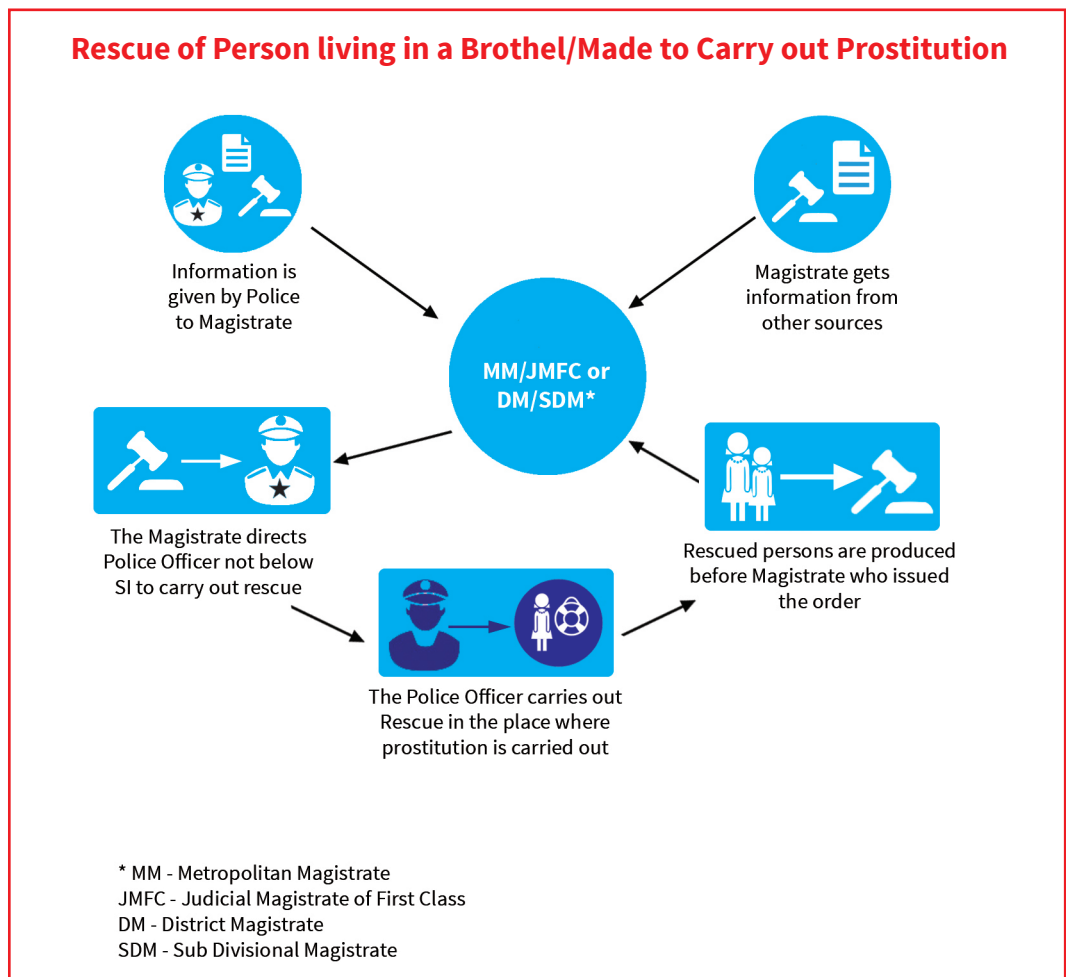 Rescue of Person living in a Brothel/Made to Carry out Prostitution
Information is
given by Police
to Magistrate
Magistrate gets
information from
other sources
MM/JMFC or
DM/SDM*
The Magistrate directs
Police Officer not below
SI to carry out rescue
Rescued persons are produced
before Magistrate who issued
the order
The Police Officer carries out
Rescue in the place where
prostitution is carried out
* MM - Metropolitan Magistrate
JMFC - Judicial Magistrate of First Class
DM - District Magistrate
SDM - Sub Divisional Magistrate